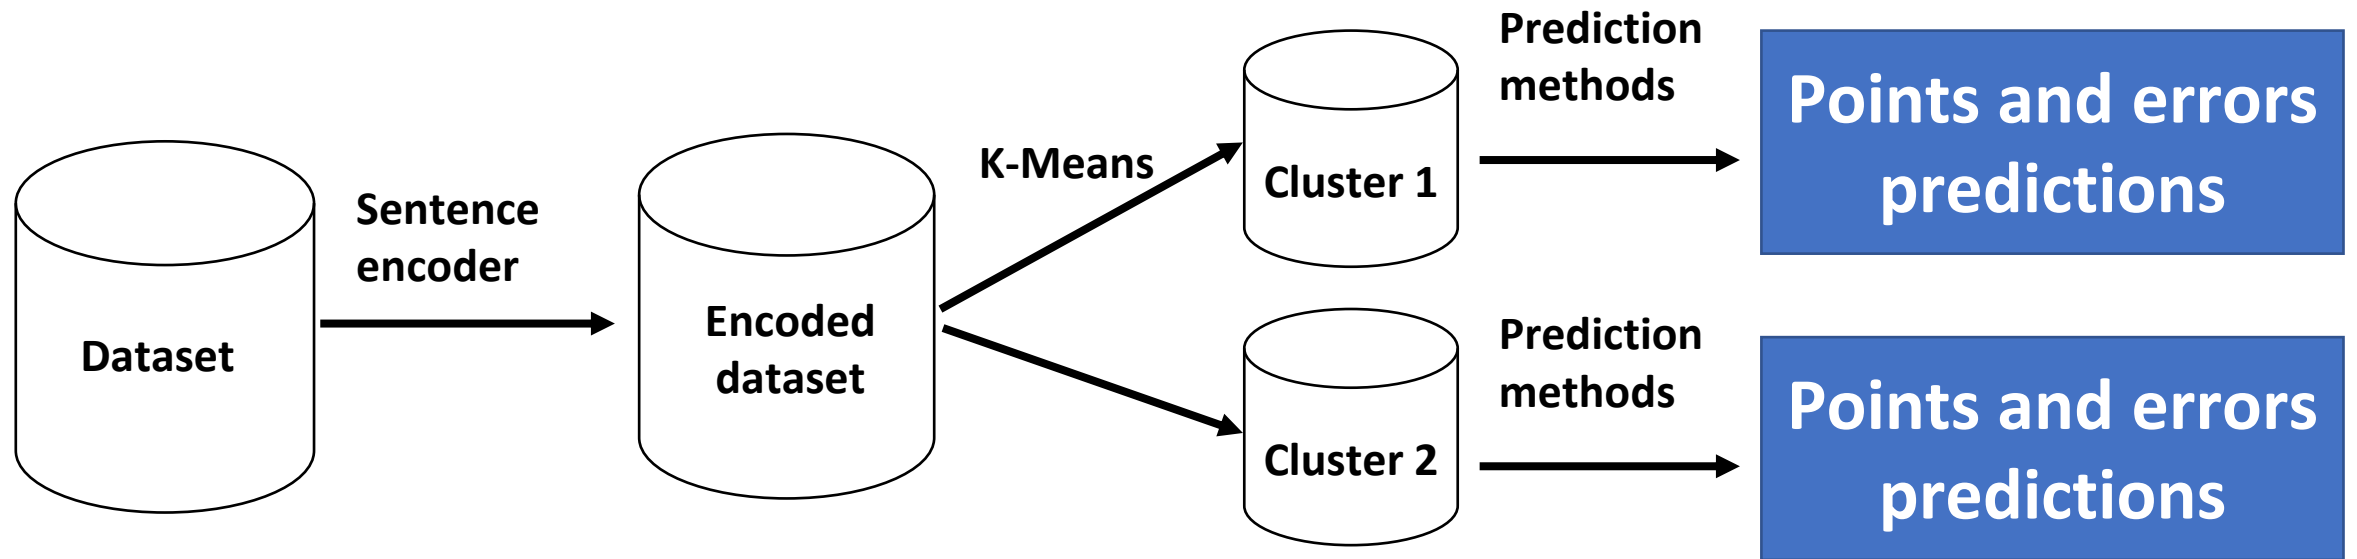 Dataset
Sentence
encoder
Encoded
dataset
K-Means
Cluster 1
Prediction
methods
Points and errors
predictions
Cluster 2
Prediction
methods
Points and errors
predictions